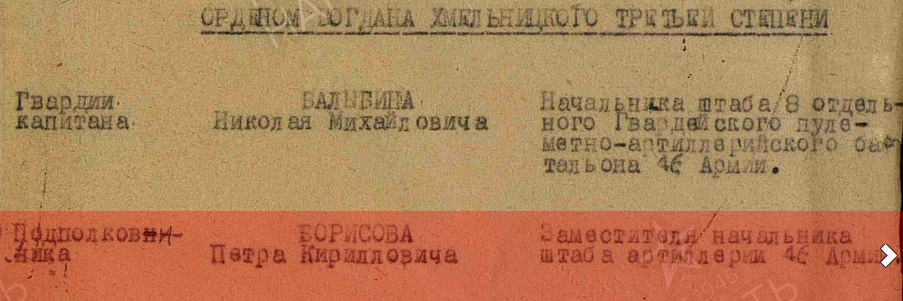 ОРДЕНОМ БОГДАНА ХМЕЛЬНИЦКОГО ТРЕТЬЕЙ СТЕПЕНИ
Гвардии БАЛЫБИНА Начальника штаба 8 отдель-
капитана Николая Михайловича ного Гвардейского пуле-
метно-артиллерийского ба-
тальона 46 Армии.
Подполковни- БОРИСОВА Заместителя начальника
ника Петра Кирилловича штаба артиллерии 46 Армии.